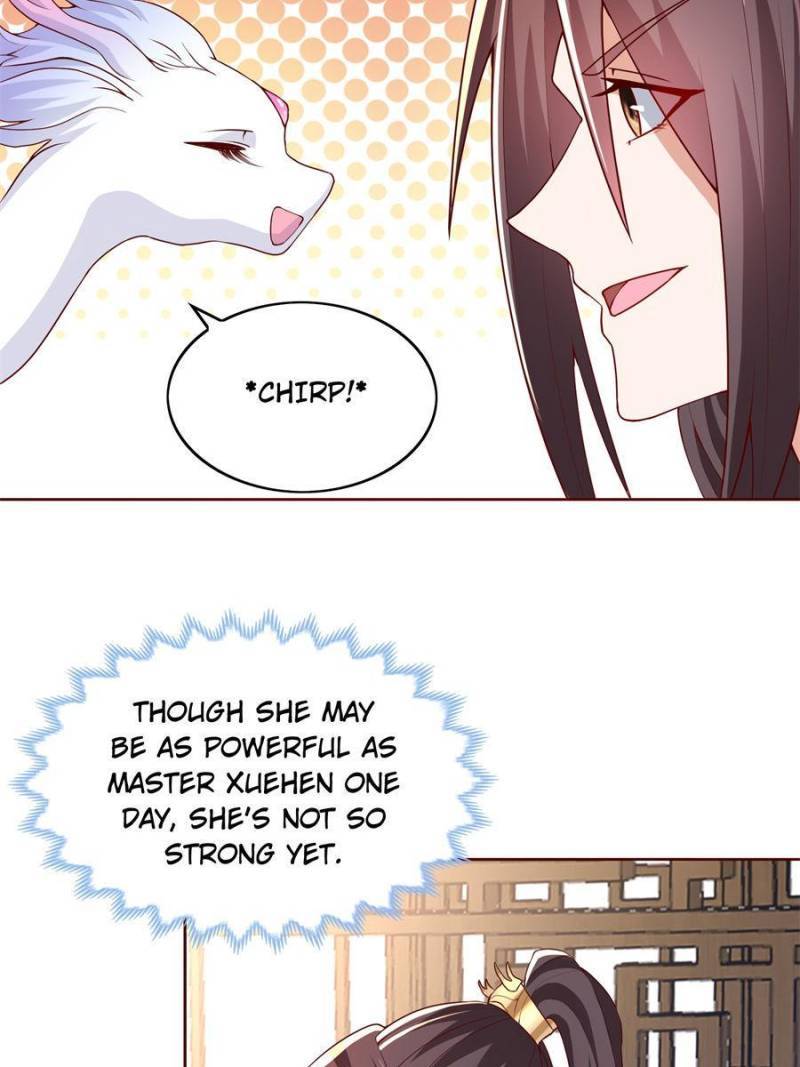 *CHIRP!*
THOUGH SHE MAY
BE AS POWERFUL AS
MASTER XUEHEN ONE
DAY, SHE'S NOT SO
STRONG YET.